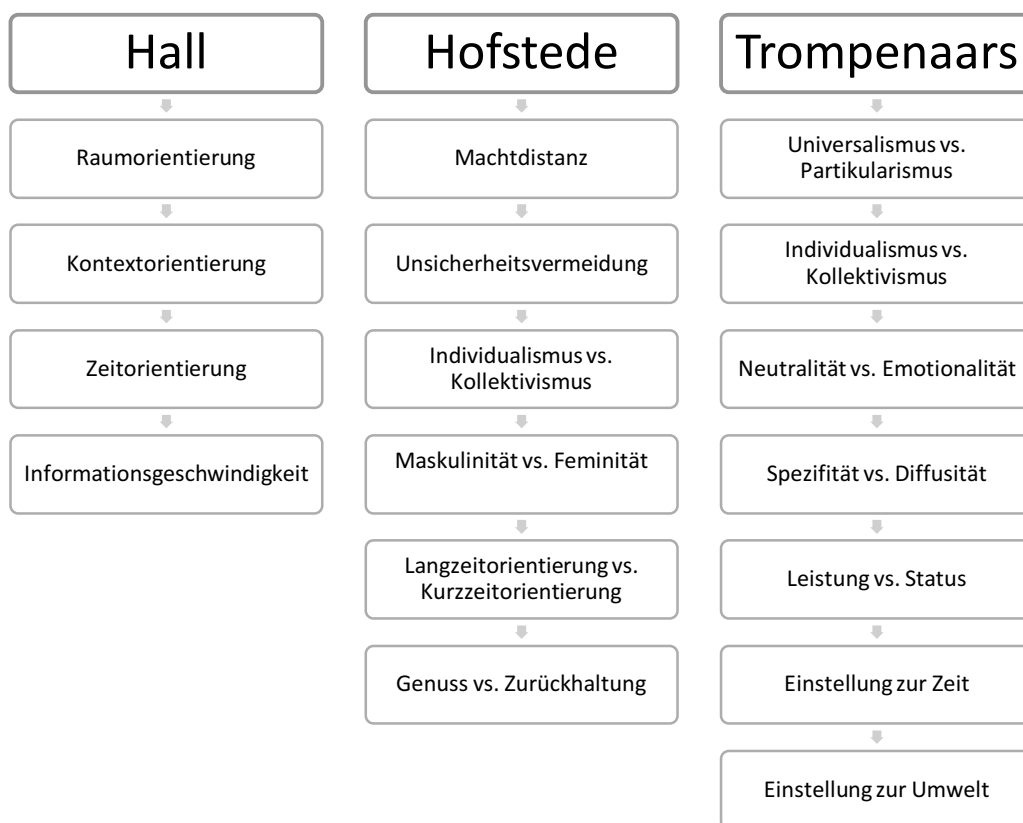 Hall
Raumorientierung
Kontextorientierung
Zeitorientierung
Informationsgeschwindigkeit
Hofstede
Machtdistanz
Unsicherheitsvermeidung
Individualismus vs.
Kollektivismus
Maskulinität vs. Feminität
Langzeitorientierung vs.
Kurzzeitorientierung
Genuss vs. Zurückhaltung
Trompenaars
Universalismus vs.
Partikularismus
Individualismus vs.
Kollektivismus
Neutralität vs. Emotionalität
Spezifität vs. Diffusität
Leistung vs. Status
Einstellung zur Zeit
Einstellung zur Umwelt